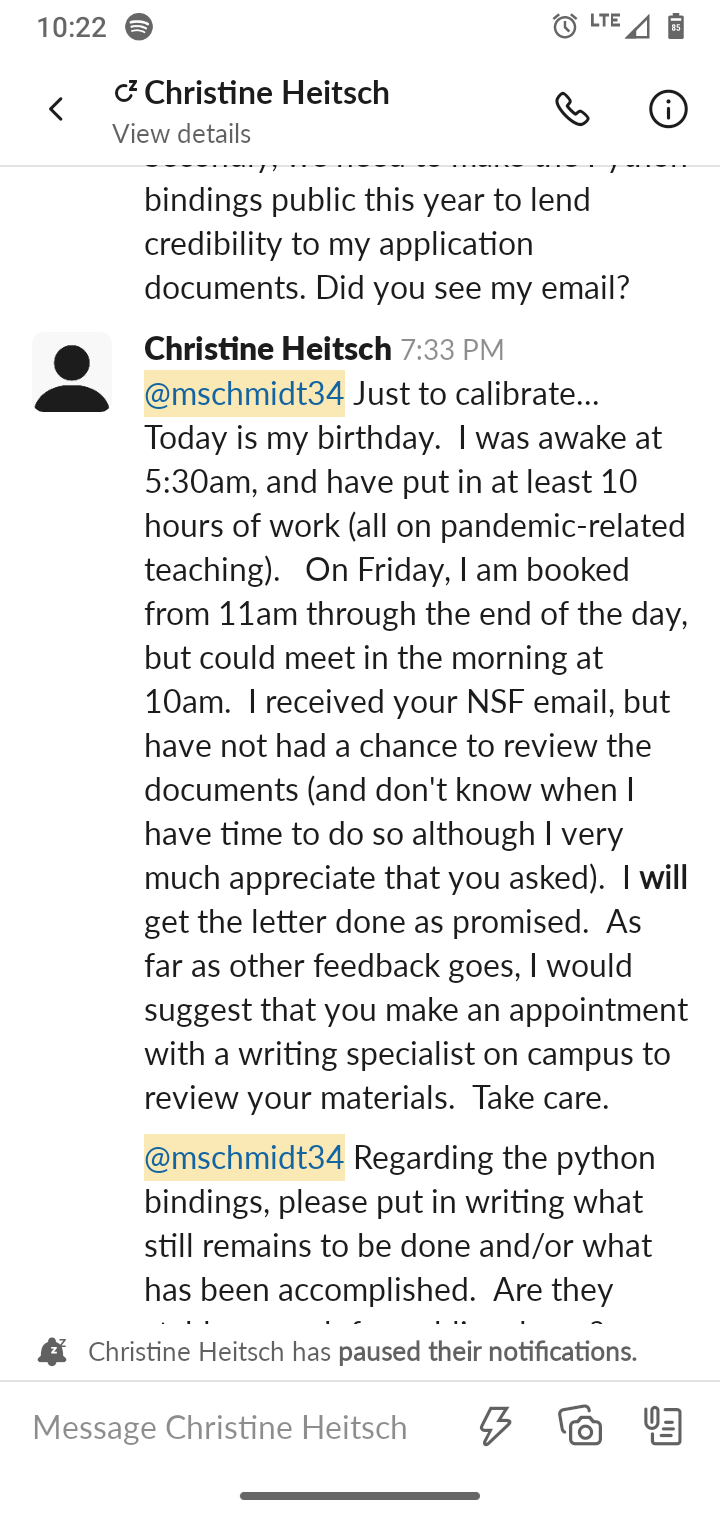 10:22
LTE
85
Christine Heitsch
View details
bindings public this year to lend
credibility to my application
documents. Did you see my email?
Christine Heitsch 7:33 PM
@mschmidt34 Just to calibrate...
Today is my birthday.  I was awake at
5:30am, and have put in at least 10
hours of work (all on pandemic-related
teaching).   On Friday, I am booked
from 11am through the end of the day,
but could meet in the morning at
10am.  I received your NSF email, but
have not had a chance to review the
documents (and don't know when I
have time to do so although I very
much appreciate that you asked).  I will
get the letter done as promised.  As
far as other feedback goes, I would
suggest that you make an appointment
with a writing specialist on campus to
review your materials.  Take care.
@mschmidt34 Regarding the python
bindings, please put in writing what
still remains to be done and/or what
has been accomplished.  Are they
Christine Heitsch has paused their notifications.
Message Christine Heitsch